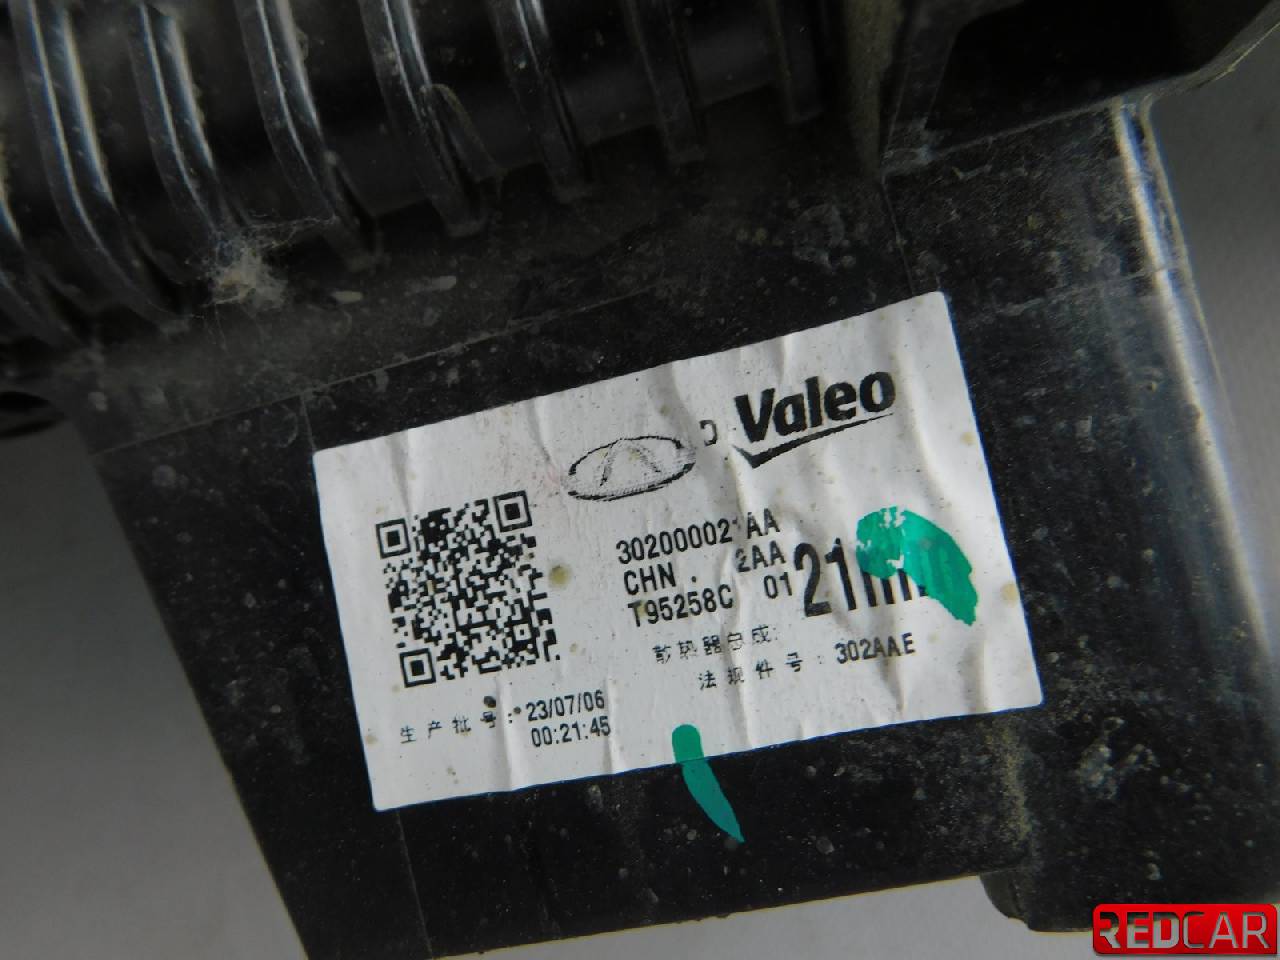 Valeo
302000021AA
CHN 2AA
T95258C 01
散热器总成:
法规件号: 302AAE
生产批号: 23/07/06
00:21:45
REDCAR